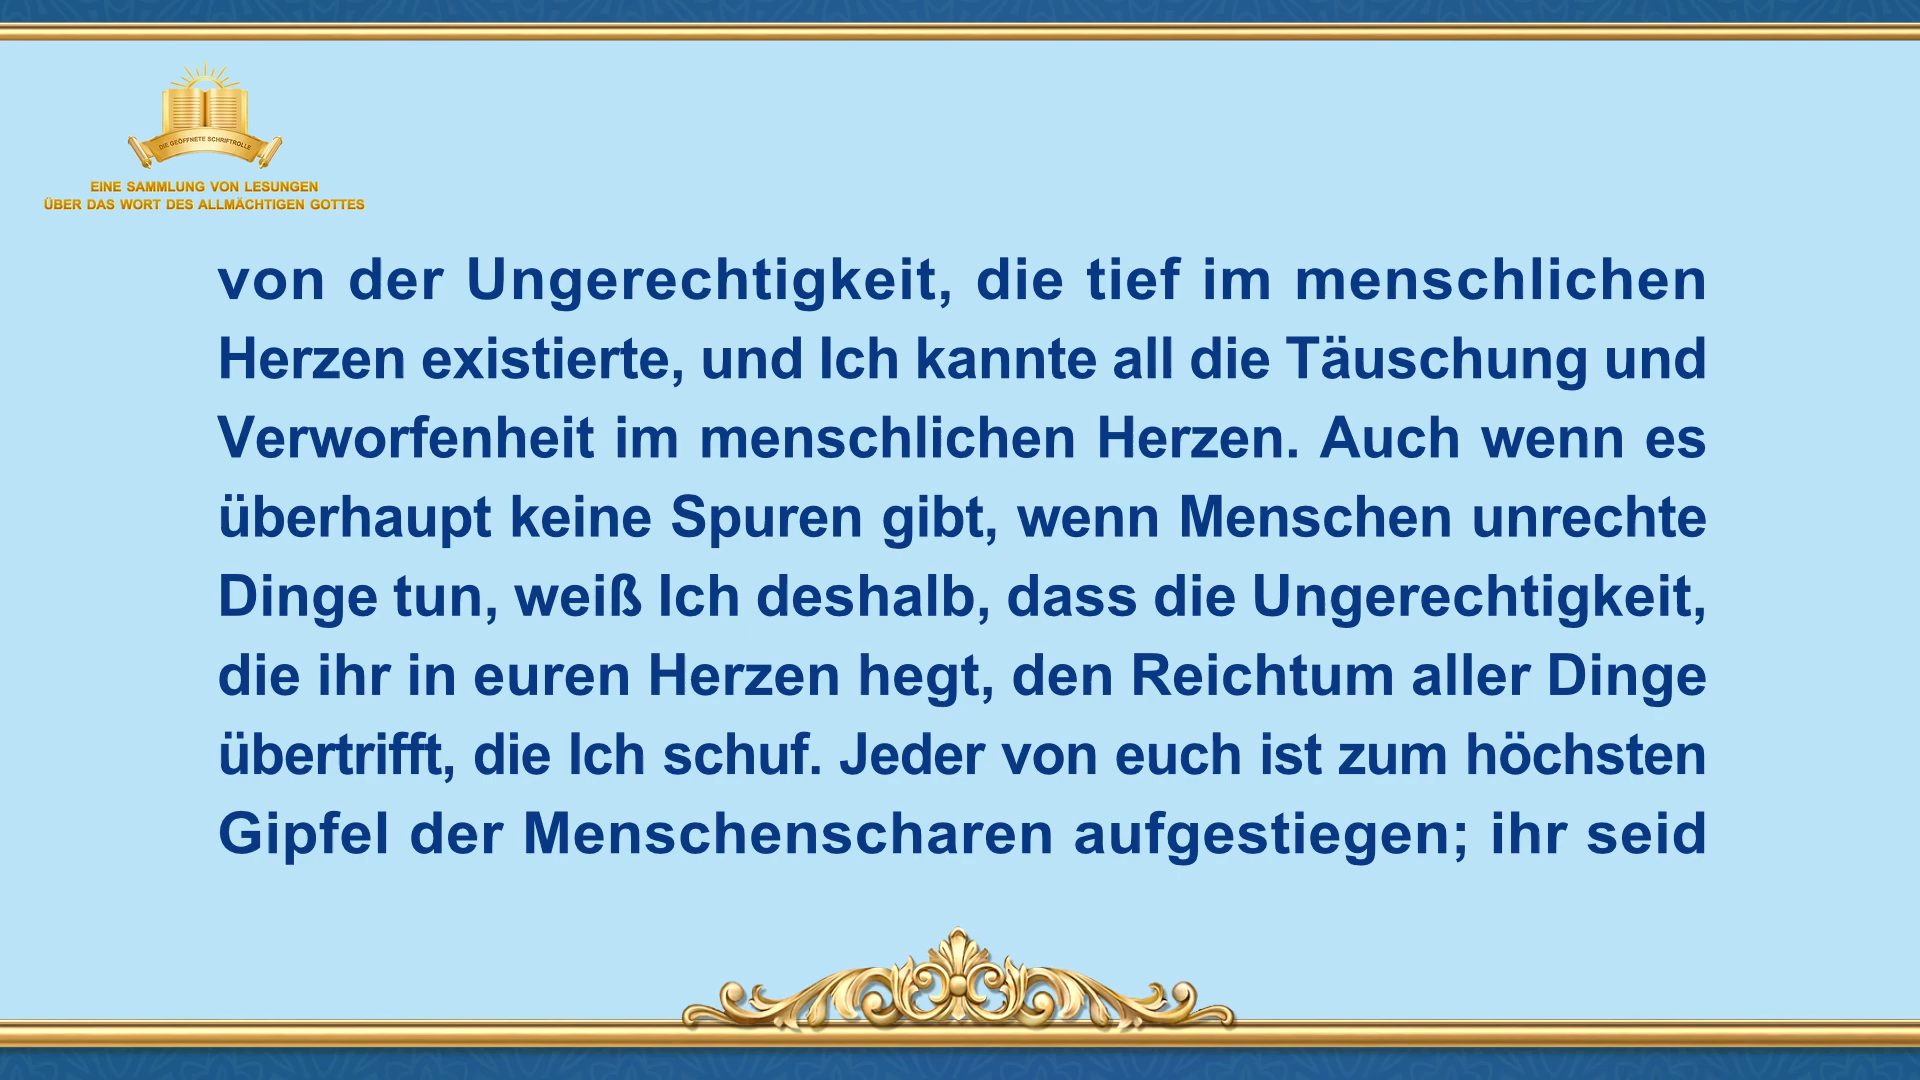 DIE GEÖFFNETE SCHRIFTROLLE
EINE SAMMLUNG VON LESUNGEN
ÜBER DAS WORT DES ALLMÄCHTIGEN GOTTES
von der Ungerechtigkeit, die tief im menschlichen
Herzen existierte, und Ich kannte all die Täuschung und
Verworfenheit im menschlichen Herzen. Auch wenn es
überhaupt keine Spuren gibt, wenn Menschen unrechte
Dinge tun, weiß Ich deshalb, dass die Ungerechtigkeit,
die ihr in euren Herzen hegt, den Reichtum aller Dinge
übertrifft, die Ich schuf. Jeder von euch ist zum höchsten
Gipfel der Menschenscharen aufgestiegen; ihr seid